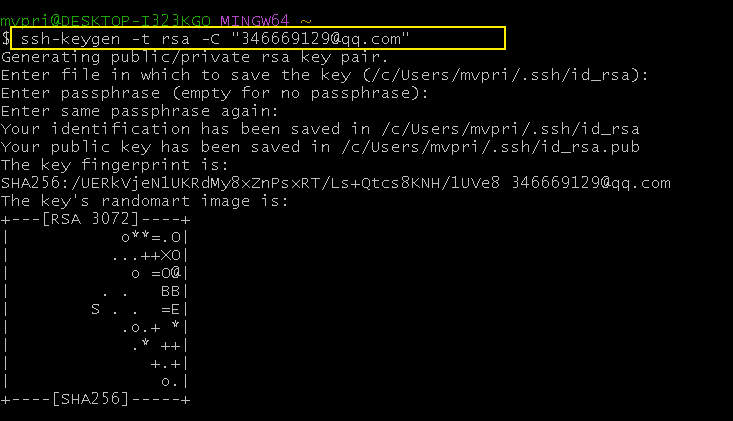 mvpri@DESKTOP-I323KGO MINGW64 ~
$ ssh-keygen -t rsa -C "346669129@qq.com"
Generating public/private rsa key pair.
Enter file in which to save the key (/c/Users/mvpri/.ssh/id_rsa):
Enter passphrase (empty for no passphrase):
Enter same passphrase again:
Your identification has been saved in /c/Users/mvpri/.ssh/id_rsa
Your public key has been saved in /c/Users/mvpri/.ssh/id_rsa.pub
The key fingerprint is:
SHA256:/UERkVjeN1UKRdMy8xZnPsxRT/Ls+Qtcs8KNH/1UVe8 346669129@qq.com
The key's randomart image is:
+---[RSA 3072]----+
|            o**=.O|
|           ...++XO|
|             o =O@|
|          . .   BB|
|         S . .  =E|
|            .o.+ *|
|             .* ++|
|               +.+|
|                o.|
+----[SHA256]-----+